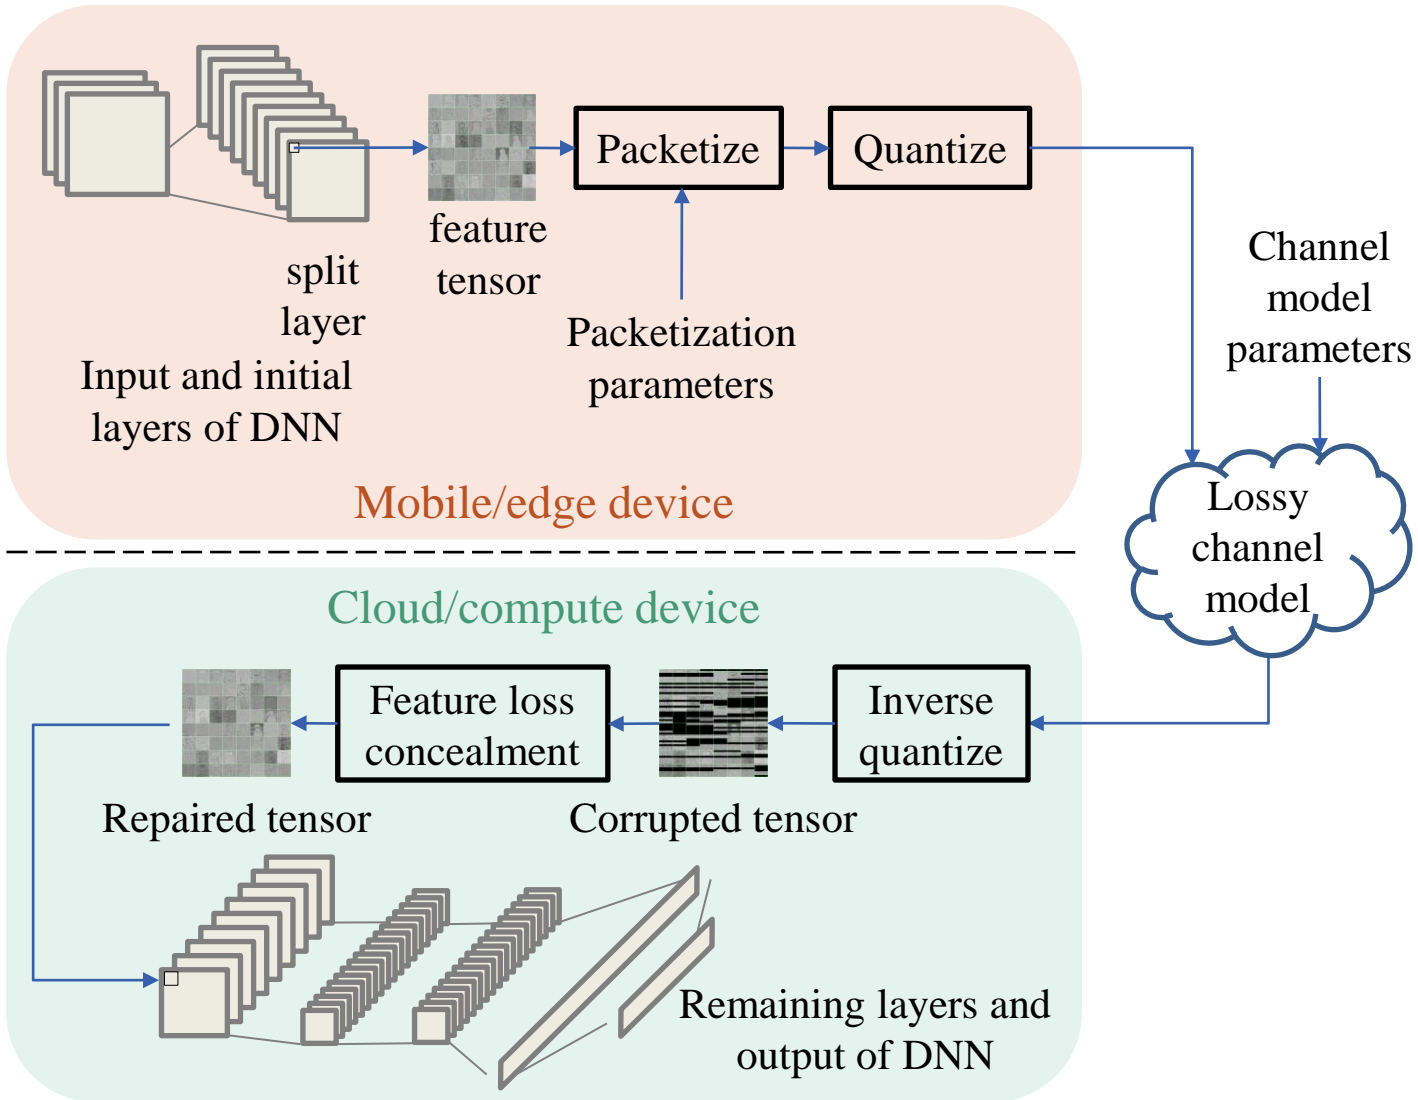 Packetize
Quantize
feature
tensor
split
layer
Input and initial
layers of DNN
Packetization
parameters
Channel
model
parameters
Mobile/edge device
Lossy
channel
model
Cloud/compute device
Inverse
quantize
Feature loss
concealment
Corrupted tensor
Repaired tensor
Remaining layers and
output of DNN